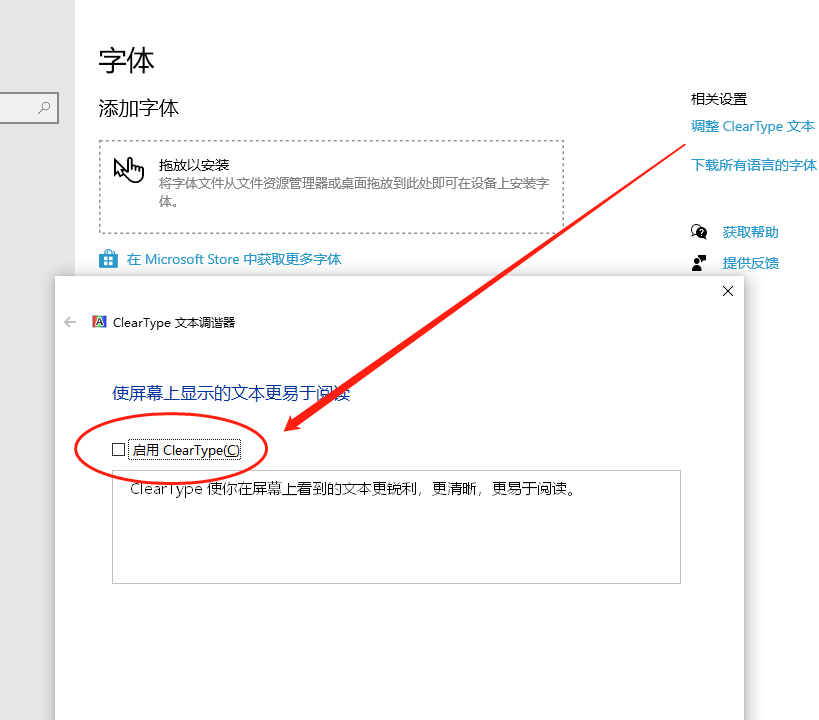 字体
添加字体
拖放以安装
将字体文件从文件资源管理器或桌面拖放到此处即可在设备上安装字
体。
在 Microsoft Store 中获取更多字体
相关设置
调整 ClearType 文本
下载所有语言的字体
获取帮助
提供反馈
ClearType 文本调谐器
使屏幕上显示的文本更易于阅读
启用 ClearType(C)
ClearType 使你在屏幕上看到的文本更锐利，更清晰，更易于阅读。